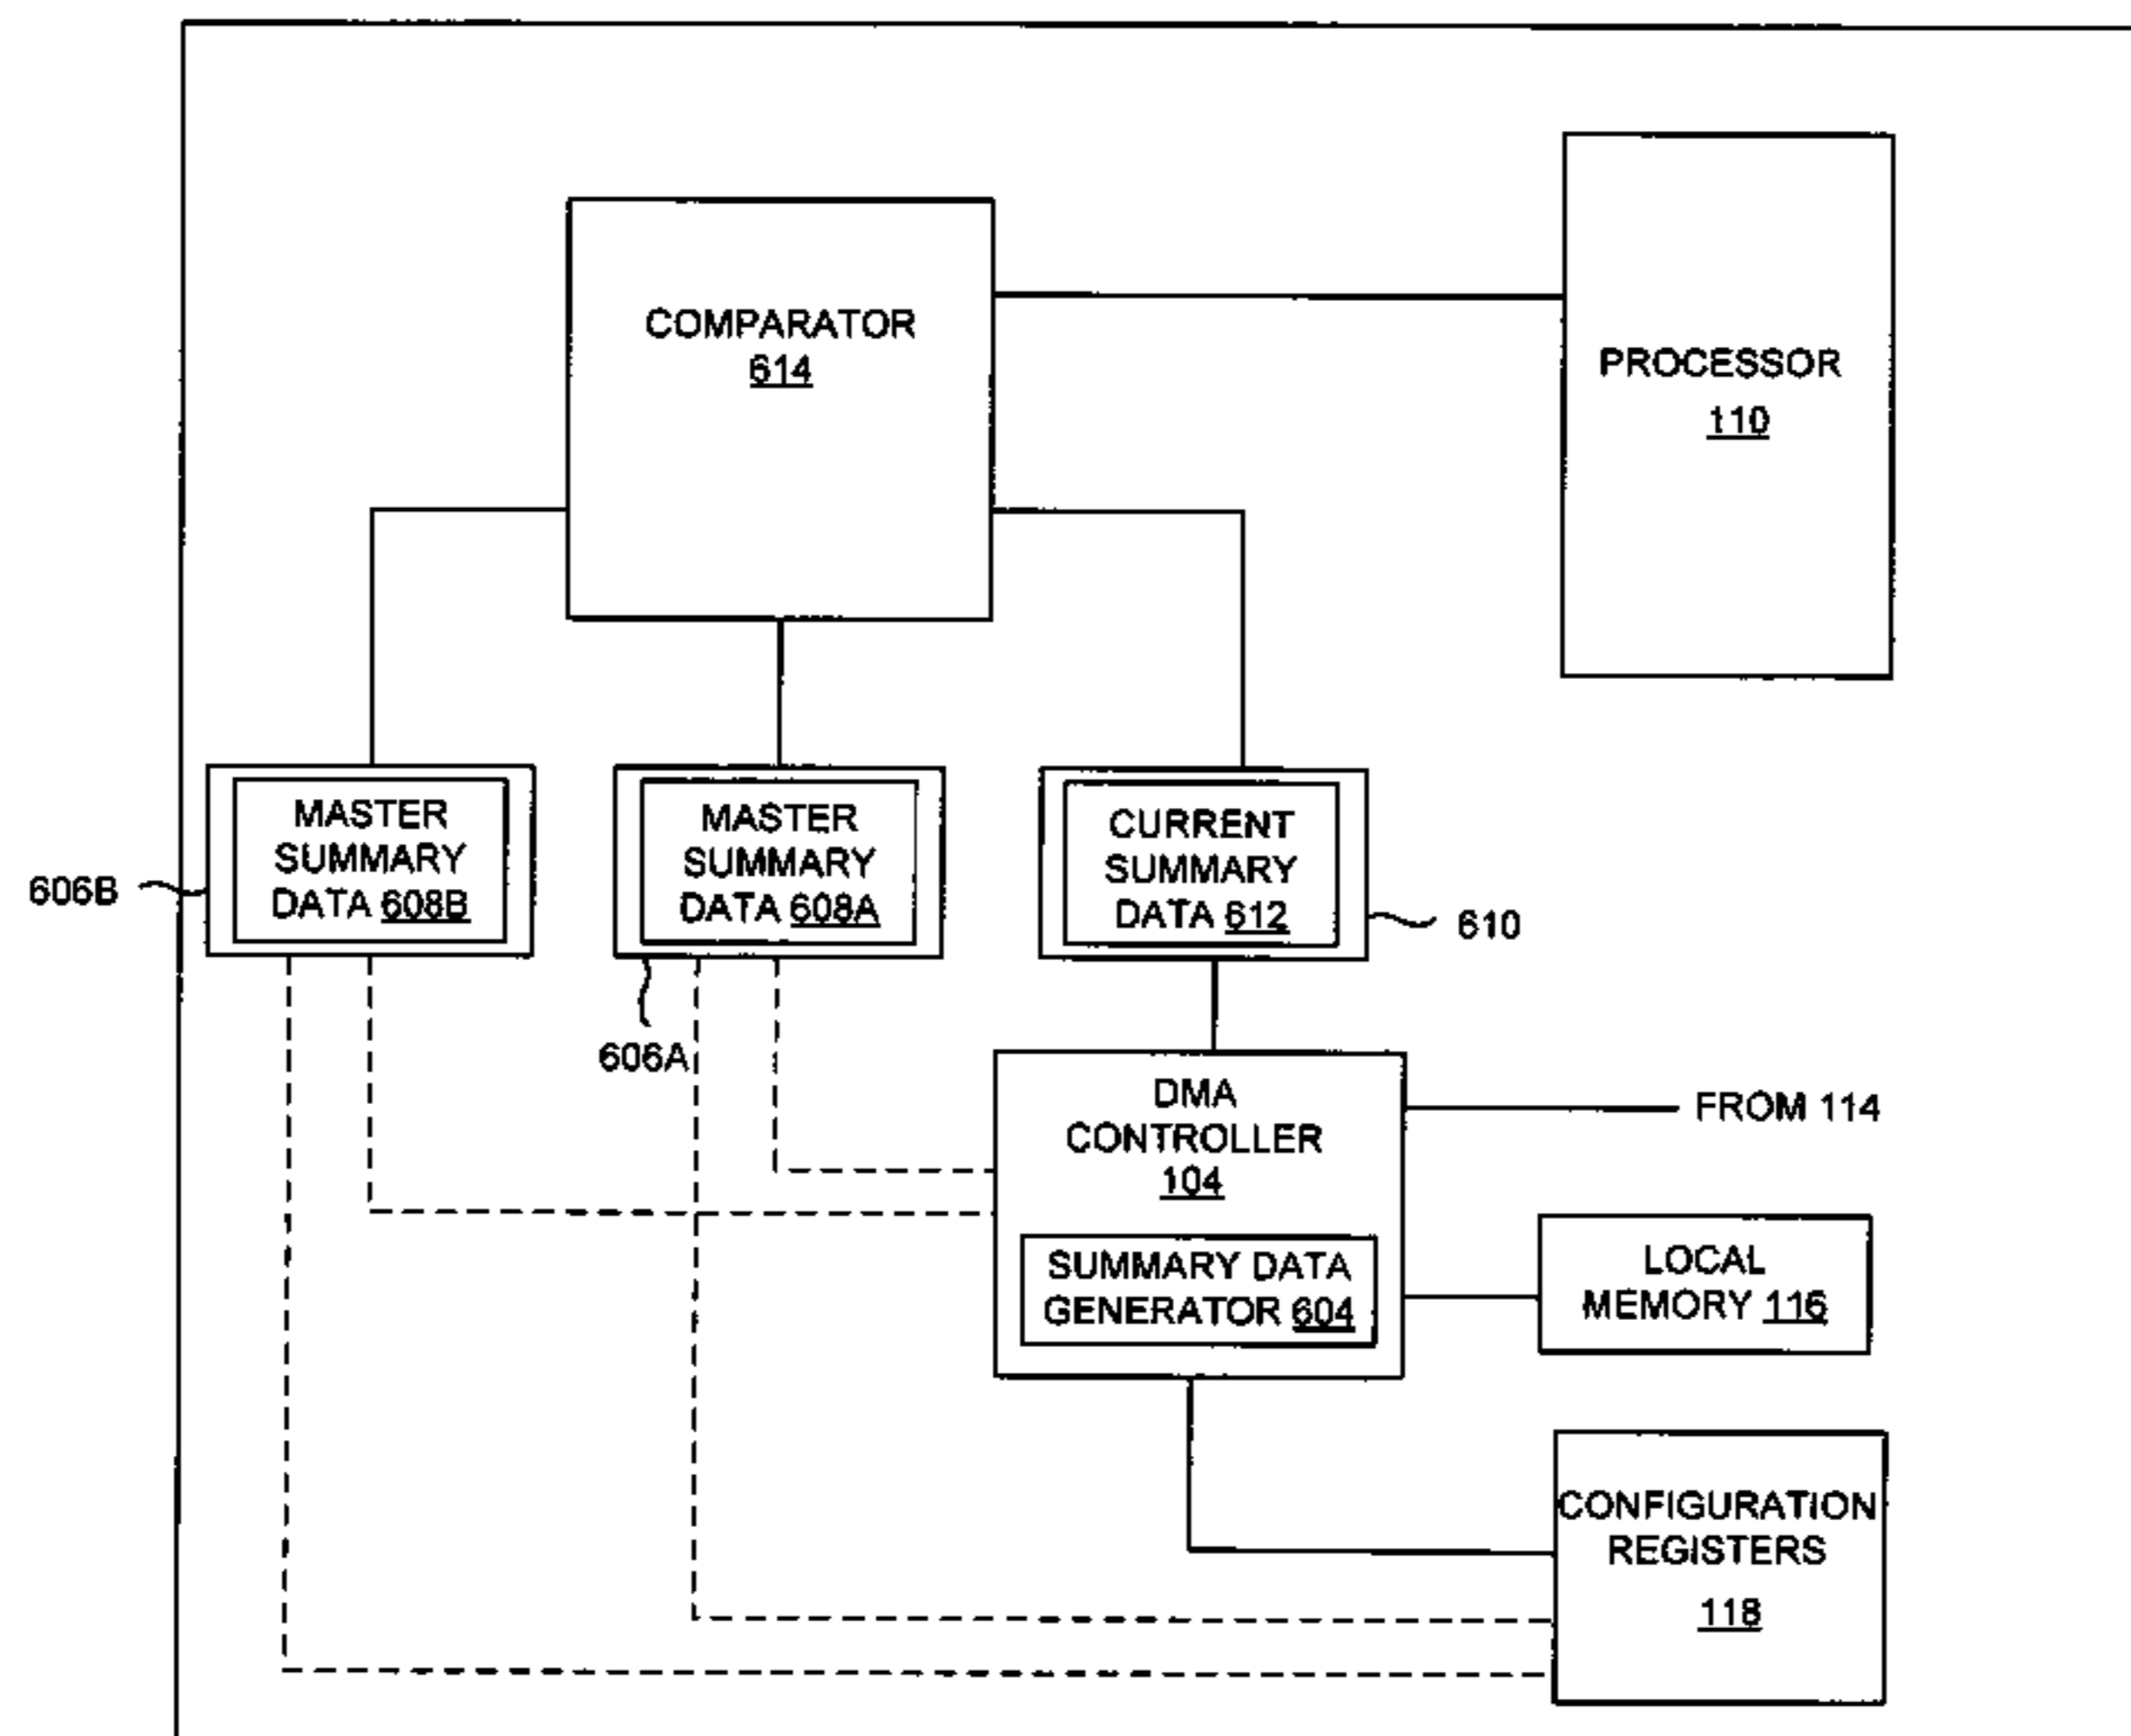 COMPARATOR
614
PROCESSOR
110
MASTER
SUMMARY
DATA 608B
MASTER
SUMMARY
DATA 608A
CURRENT
SUMMARY
DATA 612
606B
610
606A
DMA
CONTROLLER
104
FROM 114
SUMMARY DATA
GENERATOR 604
LOCAL
MEMORY 116
CONFIGURATION
REGISTERS
118